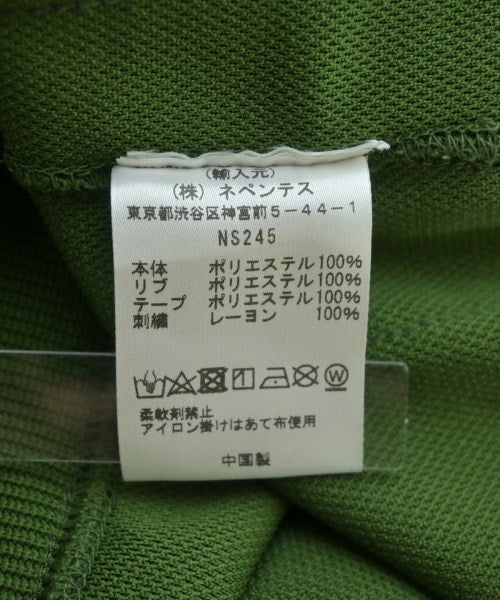 (輸入元)
(株) ネペンテス
東京都渋谷区神宮前5-44-1
NS245
本体 ポリエステル100%
リブ ポリエステル100%
テープ ポリエステル100%
刺繍 レーヨン 100%
柔軟剤禁止
アイロン掛けはあて布使用
中国製